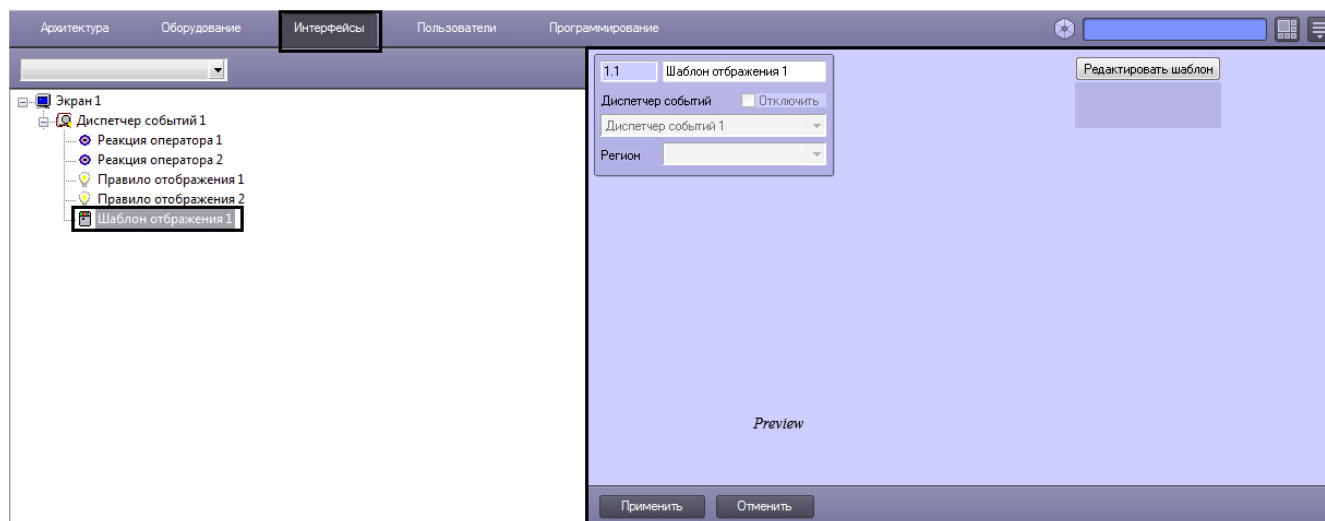 Архитектура Оборудование Интерфейсы Пользователи Программирование
1.1 Шаблон отбражения 1 Редактировать шаблон
Экран 1
Диспетчер событий Отключить
Диспетчер событий 1
Диспетчер событий 1
Реакция оператора 1
Регион
Реакция оператора 2
Правило отображения 1
Правило отображения 2
Шаблон отбражения 1
Preview
Применить Отменить